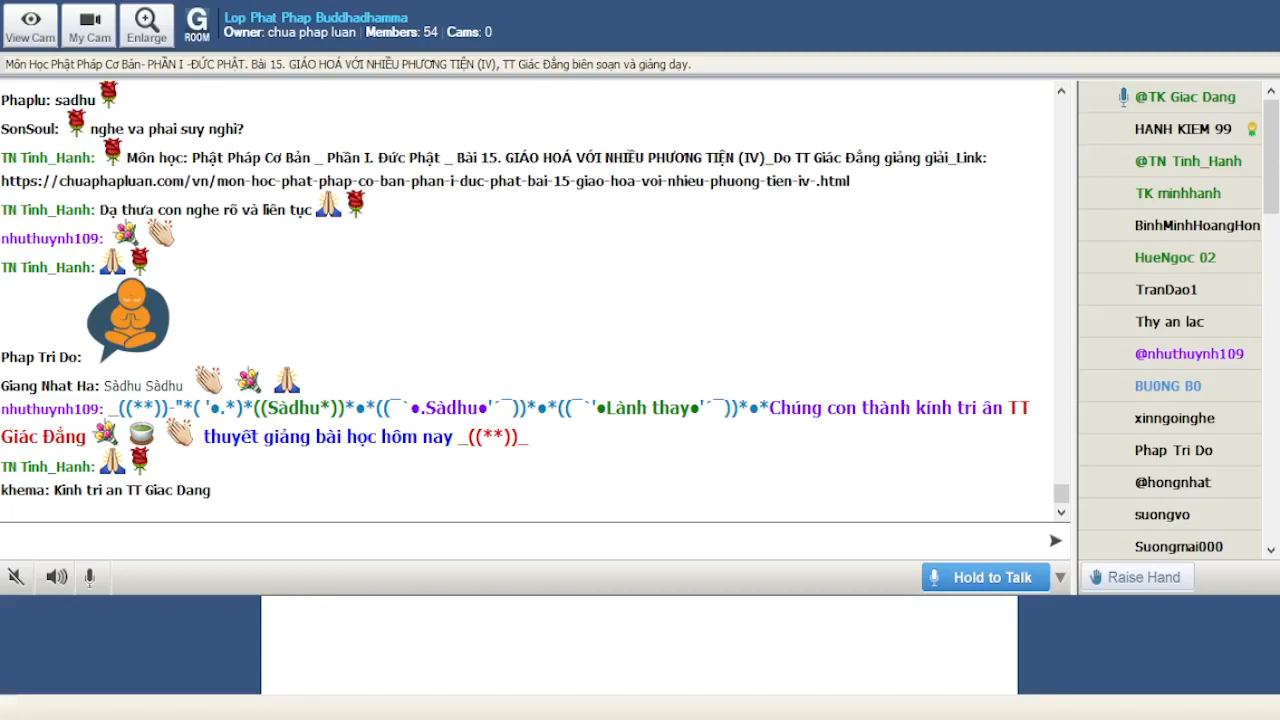 View Cam
My Cam
Enlarge
G
ROOM
Lop Phat Phap Buddhadhamma
Owner: chua phap luan | Members: 54 | Cams: 0
Môn Học Phật Pháp Cơ Bản- PHẦN I -ĐỨC PHẬT. Bài 15. GIÁO HOÁ VỚI NHIỀU PHƯƠNG TIỆN (IV), TT Giác Đẳng biên soạn và giảng dạy.
Phaplu: sadhu
SonSoul: nghe va phai suy nghi?
TN Tinh_Hanh: Môn học: Phật Pháp Cơ Bản _ Phần I. Đức Phật _ Bài 15. GIÁO HOÁ VỚI NHIỀU PHƯƠNG TIỆN (IV)_Do TT Giác Đẳng giảng giải_Link:
https://chuaphapluan.com/vn/mon-hoc-phat-phap-co-ban-phan-i-duc-phat-bai-15-giao-hoa-voi-nhieu-phuong-tien-iv-.html
TN Tinh_Hanh: Dạ thưa con nghe rõ và liên tục
nhuthuynh109:
TN Tinh_Hanh:
Phap Tri Do:
Giang Nhat Ha: Sàdhu Sàdhu
nhuthuynh109: _((**))-"*( '●.*)*((Sàdhu*))*●*((¯`●.Sàdhu●'´¯))*●*((¯`'●Lành thay●'´¯))*●*Chúng con thành kính tri ân TT
Giác Đẳng thuyết giảng bài học hôm nay _((**))_
TN Tinh_Hanh:
khema: Kinh tri an TT Giac Dang
Hold to Talk
@TK Giac Dang
HANH KIEM 99
@TN Tinh_Hanh
TK minhhanh
BinhMinhHoangHon
HueNgoc 02
TranDao1
Thy an lac
@nhuthuynh109
BU0NG B0
xinngoinghe
Phap Tri Do
@hongnhat
suongvo
Suongmai000
Raise Hand